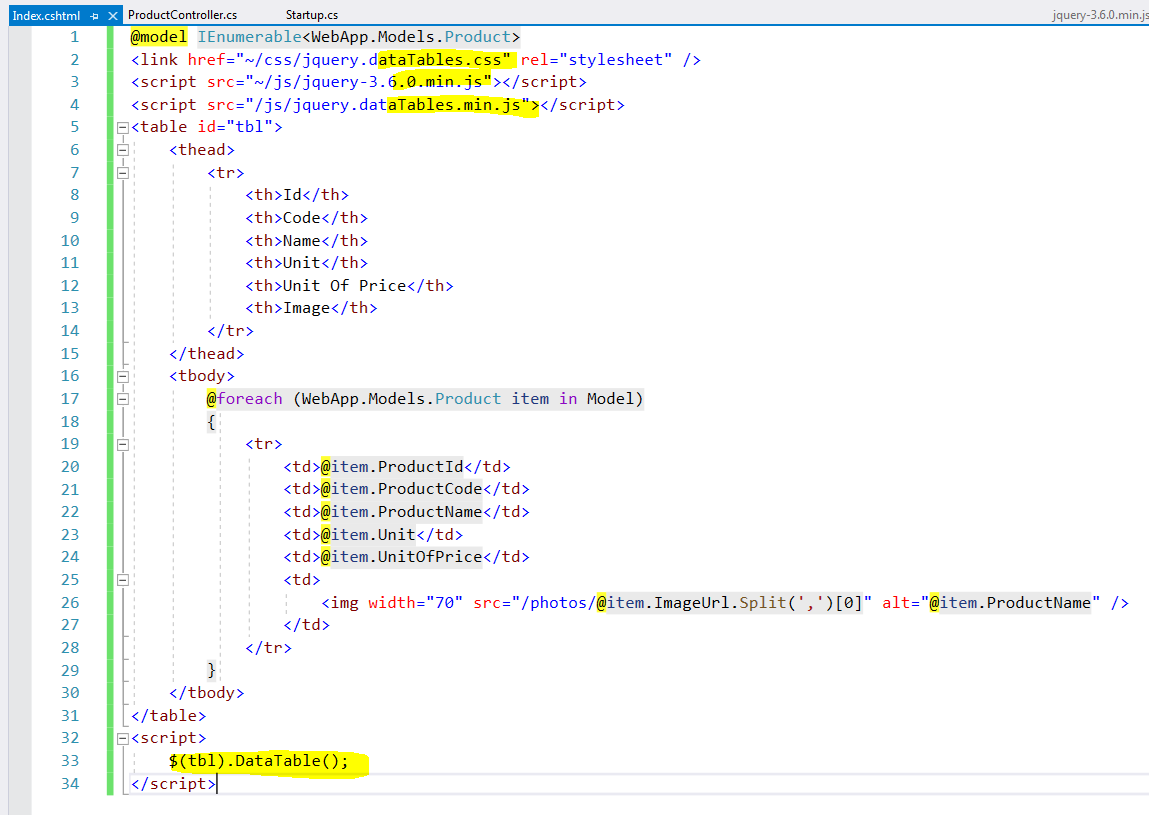 Index.cshtml ProductController.cs Startup.cs jquery-3.6.0.min.js
1 @model IEnumerable<WebApp.Models.Product>
2 <link href="~/css/jquery.dataTables.css" rel="stylesheet" />
3 <script src="~/js/jquery-3.6.0.min.js"></script>
4 <script src="/js/jquery.dataTables.min.js"></script>
5 <table id="tbl">
6 <thead>
7 <tr>
8 <th>Id</th>
9 <th>Code</th>
10 <th>Name</th>
11 <th>Unit</th>
12 <th>Unit Of Price</th>
13 <th>Image</th>
14 </tr>
15 </thead>
16 <tbody>
17 @foreach (WebApp.Models.Product item in Model)
18 {
19 <tr>
20 <td>@item.ProductId</td>
21 <td>@item.ProductCode</td>
22 <td>@item.ProductName</td>
23 <td>@item.Unit</td>
24 <td>@item.UnitOfPrice</td>
25 <td>
26 <img width="70" src="/photos/@item.ImageUrl.Split(',')[0]" alt="@item.ProductName" />
27 </td>
28 </tr>
29 }
30 </tbody>
31 </table>
32 <script>
33 $(tbl).DataTable();
34 </script>